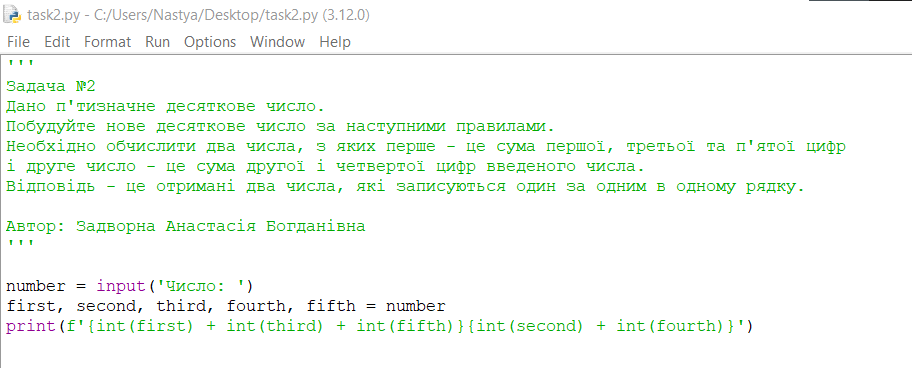 task2.py - C:/Users/Nastya/Desktop/task2.py (3.12.0)
File Edit Format Run Options Window Help
'''
Задача №2
Дано п'тизначне десяткове число.
Побудуйте нове десяткове число за наступними правилами.
Необхідно обчислити два числа, з яких перше - це сума першої, третьої та п'ятої цифр
і друге число - це сума другої і четвертої цифр введеного числа.
Відповідь - це отримані два числа, які записуються один за одним в одному рядку.
Автор: Задворна Анастасія Богданівна
'''
number = input('Число: ')
first, second, third, fourth, fifth = number
print(f'{int(first) + int(third) + int(fifth)}{int(second) + int(fourth)}')